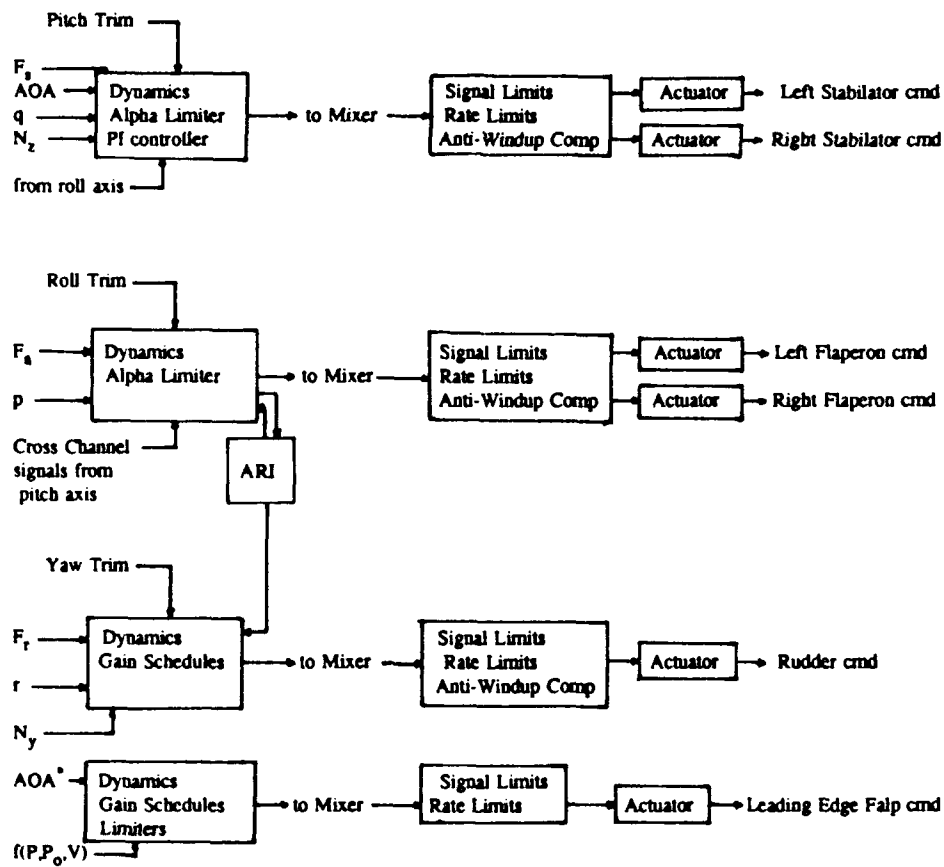 Pitch Trim
F_s
AOA
q
N_z
from roll axis
Dynamics
Alpha Limiter
PI controller
to Mixer
Signal Limits
Rate Limits
Anti-Windup Comp
Actuator
Left Stabilator cmd
Actuator
Right Stabilator cmd
Roll Trim
F_a
p
Cross Channel
signals from
pitch axis
Dynamics
Alpha Limiter
ARI
to Mixer
Signal Limits
Rate Limits
Anti-Windup Comp
Actuator
Left Flaperon cmd
Actuator
Right Flaperon cmd
Yaw Trim
F_r
r
N_y
Dynamics
Gain Schedules
to Mixer
Signal Limits
Rate Limits
Anti-Windup Comp
Actuator
Rudder cmd
AOA*
f(P,P_o,V)
Dynamics
Gain Schedules
Limiters
to Mixer
Signal Limits
Rate Limits
Actuator
Leading Edge Falp cmd